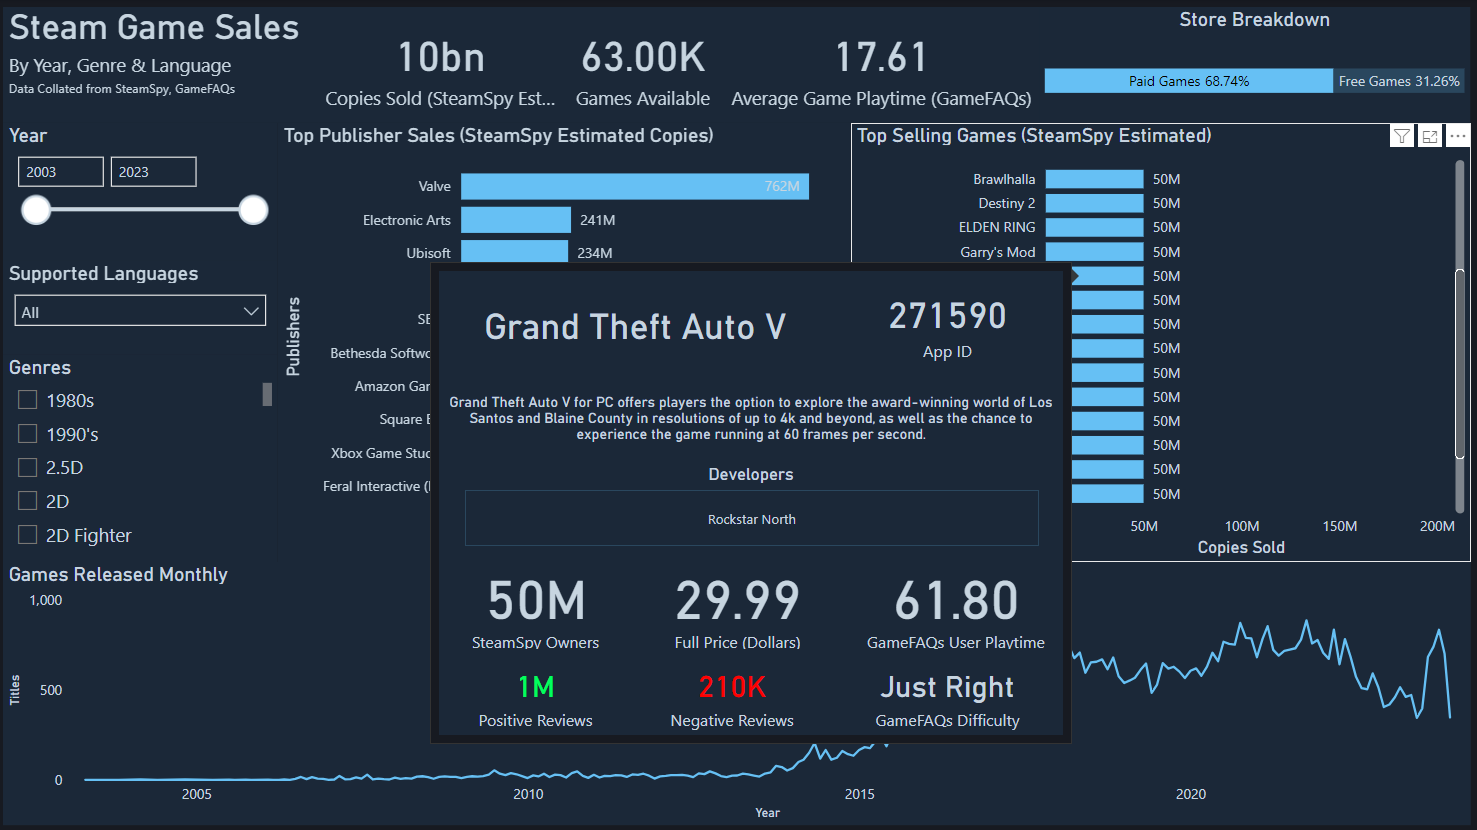 Steam Game Sales
By Year, Genre & Language
Data Collated from SteamSpy, GameFAQs
10bn
Copies Sold (SteamSpy Est...
63.00K
Games Available
17.61
Average Game Playtime (GameFAQs)
Store Breakdown
Paid Games 68.74%
Free Games 31.26%
Year
2003
2023
Supported Languages
All
Genres
1980s
1990's
2.5D
2D
2D Fighter
Top Publisher Sales (SteamSpy Estimated Copies)
Publishers
Valve
762M
Electronic Arts
241M
Ubisoft
234M
SE
Bethesda Softwo
Amazon Gar
Square E
Xbox Game Stud
Feral Interactive (
Top Selling Games (SteamSpy Estimated)
Brawlhalla
50M
Destiny 2
50M
ELDEN RING
50M
Garry's Mod
50M
50M
50M
50M
50M
50M
50M
50M
50M
50M
50M
50M
100M
150M
200M
Copies Sold
Grand Theft Auto V
271590
App ID
Grand Theft Auto V for PC offers players the option to explore the award-winning world of Los
Santos and Blaine County in resolutions of up to 4k and beyond, as well as the chance to
experience the game running at 60 frames per second.
Developers
Rockstar North
50M
SteamSpy Owners
29.99
Full Price (Dollars)
61.80
GameFAQs User Playtime
1M
Positive Reviews
210K
Negative Reviews
Just Right
GameFAQs Difficulty
Games Released Monthly
Titles
1,000
500
0
2005
2010
2015
2020
Year